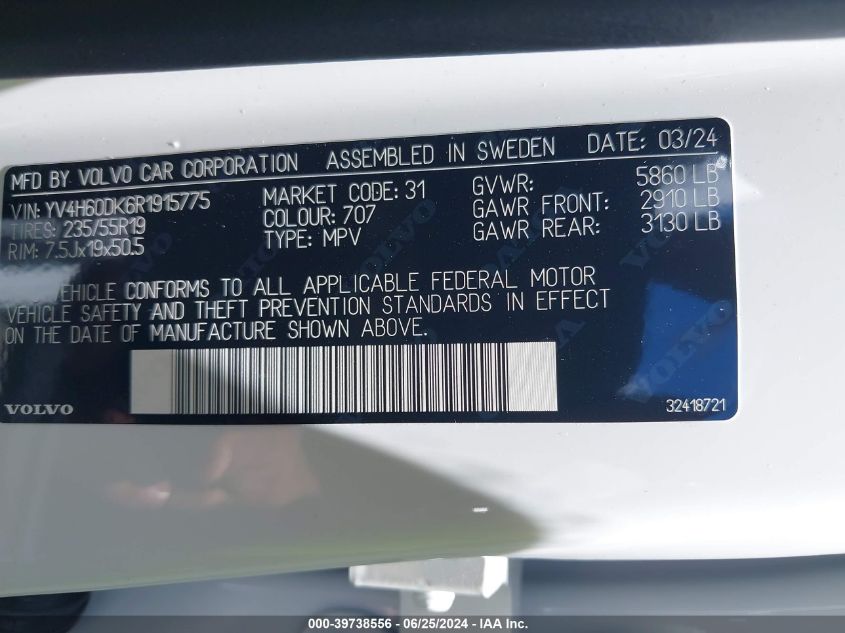 MFD BY VOLVO CAR CORPORATION ASSEMBLED IN SWEDEN DATE: 03/24
VIN: YV4H60DK6R1915775 MARKET CODE: 31 GVWR: 5860 LB
TIRES: 235/55R19 COLOUR: 707 GAWR FRONT: 2910 LB
RIM: 7.5Jx19x50.5 TYPE: MPV GAWR REAR: 3130 LB
VEHICLE CONFORMS TO ALL APPLICABLE FEDERAL MOTOR
VEHICLE SAFETY AND THEFT PREVENTION STANDARDS IN EFFECT
ON THE DATE OF MANUFACTURE SHOWN ABOVE.
VOLVO 32418721
000-39738556 - 06/25/2024 - IAA Inc.